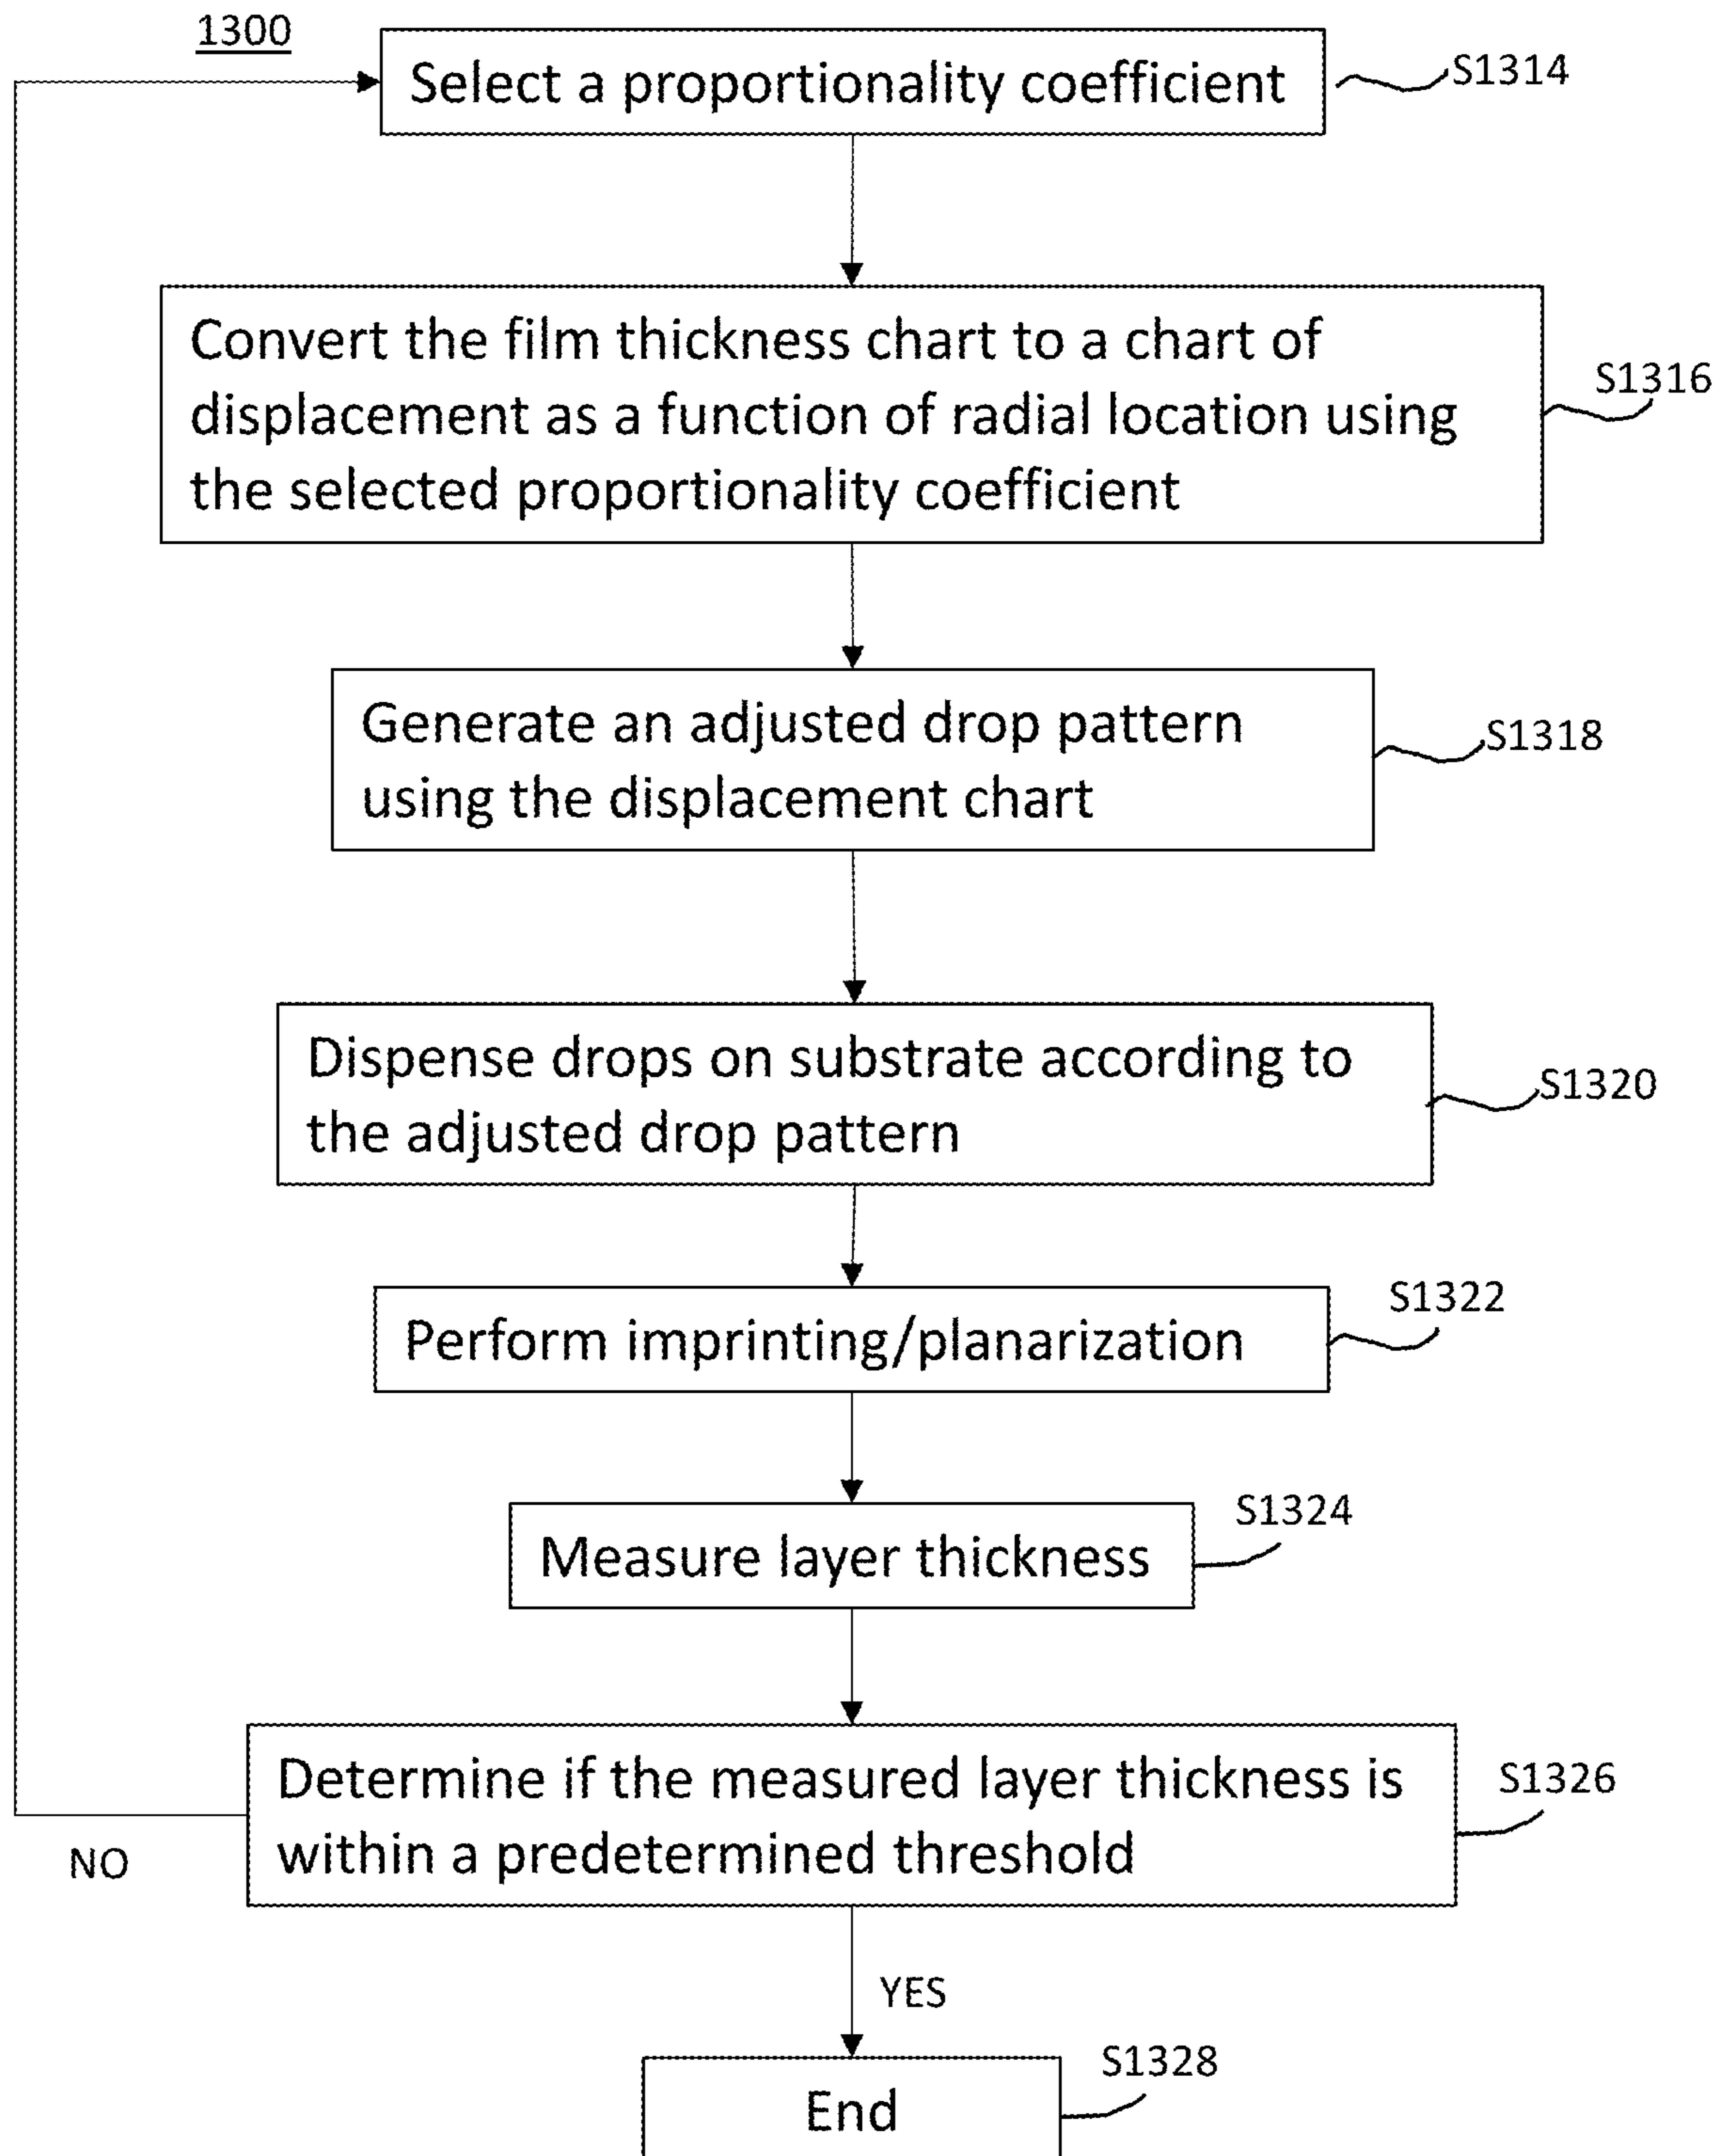 1300
Select a proportionality coefficient
S1314
Convert the film thickness chart to a chart of
displacement as a function of radial location using
the selected proportionality coefficient
S1316
Generate an adjusted drop pattern
using the displacement chart
S1318
Dispense drops on substrate according to
the adjusted drop pattern
S1320
Perform imprinting/planarization
S1322
Measure layer thickness
S1324
Determine if the measured layer thickness is
within a predetermined threshold
S1326
NO
YES
End
S1328